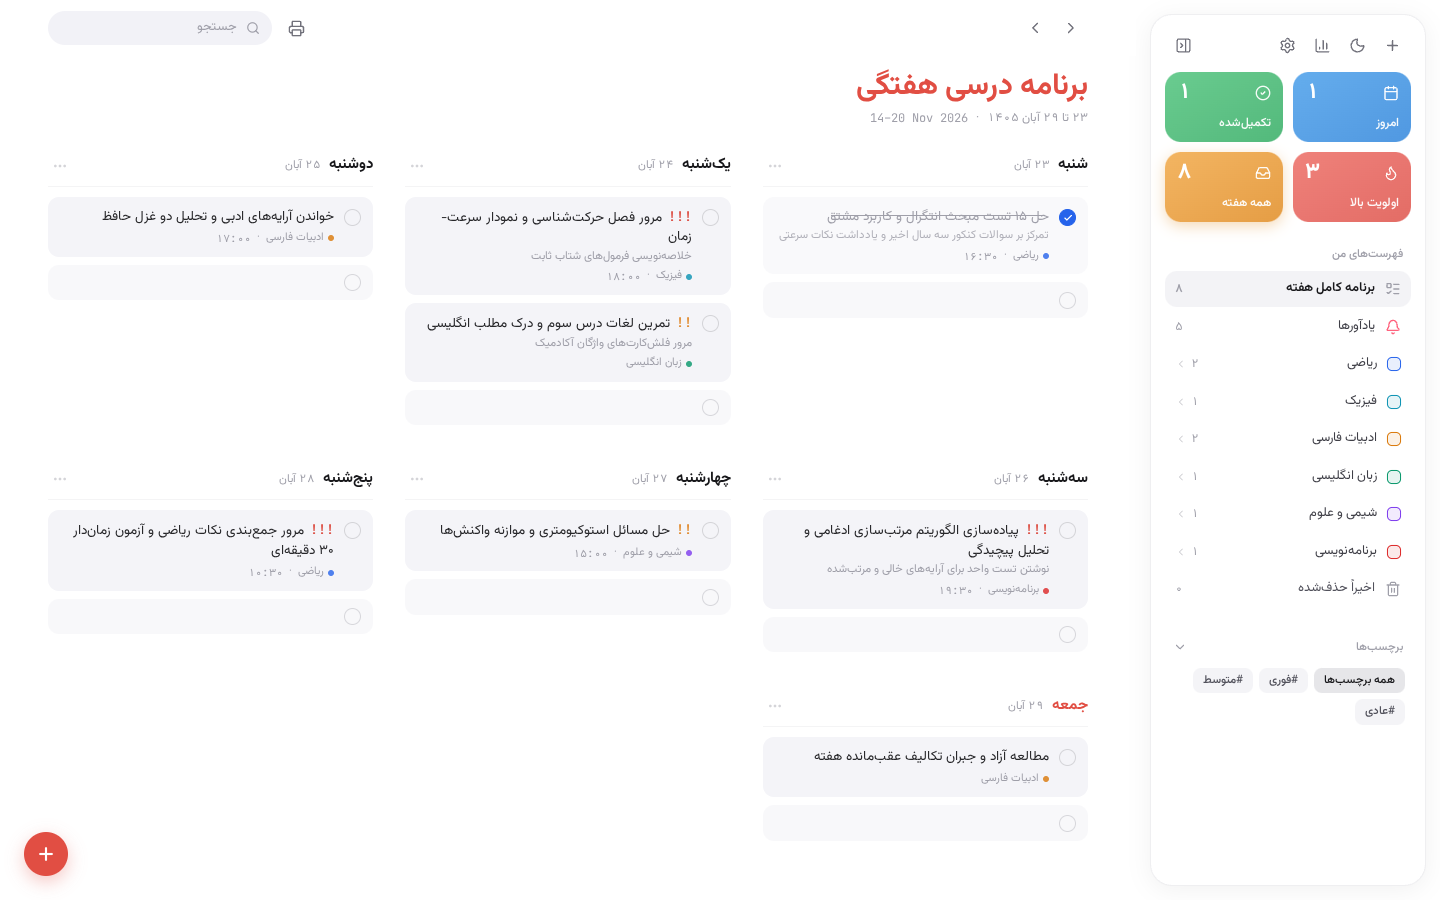 جستجو
برنامه درسی هفتگی
۲۳ تا ۲۹ آبان ۱۴۰۵ · 14–20 Nov 2026
شنبه ۲۳ آبان
حل ۱۵ تست مبحث انتگرال و کاربرد مشتق
تمرکز بر سوالات کنکور سه سال اخیر و یادداشت نکات سرعتی
ریاضی · ۱۶:۳۰
یک‌شنبه ۲۴ آبان
!!! مرور فصل حرکت‌شناسی و نمودار سرعت-
زمان
خلاصه‌نویسی فرمول‌های شتاب ثابت
فیزیک · ۱۸:۰۰
!! تمرین لغات درس سوم و درک مطلب انگلیسی
مرور فلش‌کارت‌های واژگان آکادمیک
زبان انگلیسی
دوشنبه ۲۵ آبان
خواندن آرایه‌های ادبی و تحلیل دو غزل حافظ
ادبیات فارسی · ۱۷:۰۰
سه‌شنبه ۲۶ آبان
!!! پیاده‌سازی الگوریتم مرتب‌سازی ادغامی و
تحلیل پیچیدگی
نوشتن تست واحد برای آرایه‌های خالی و مرتب‌شده
برنامه‌نویسی · ۱۹:۳۰
چهارشنبه ۲۷ آبان
!! حل مسائل استوکیومتری و موازنه واکنش‌ها
شیمی و علوم · ۱۵:۰۰
پنج‌شنبه ۲۸ آبان
!!! مرور جمع‌بندی نکات ریاضی و آزمون زمان‌دار
۳۰ دقیقه‌ای
ریاضی · ۱۰:۳۰
جمعه ۲۹ آبان
مطالعه آزاد و جبران تکالیف عقب‌مانده هفته
ادبیات فارسی
۱
امروز
۱
تکمیل‌شده
۳
اولویت بالا
۸
همه هفته
فهرست‌های من
برنامه کامل هفته ۸
یادآورها ۵
ریاضی ۲
فیزیک ۱
ادبیات فارسی ۲
زبان انگلیسی ۱
شیمی و علوم ۱
برنامه‌نویسی ۱
اخیراً حذف‌شده ۰
برچسب‌ها
همه برچسب‌ها #فوری #متوسط
#عادی